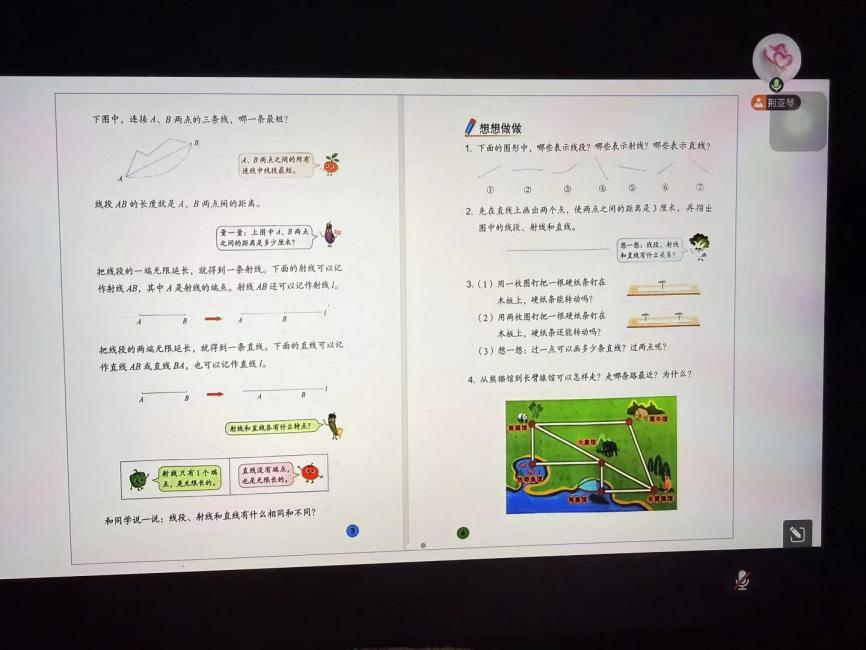 下图中，连接A、B两点的三条线，哪一条最短？
B
A
A、B两点之间的所有
连线中线段最短。
线段AB的长度就是A、B两点间的距离。
量一量：上图中A、B两点
之间的距离是多少厘米？
把线段的一端无限延长，就得到一条射线。下面的射线可以记
作射线AB，其中A是射线的端点。射线AB还可以记作射线l。
A B A B l
把线段的两端无限延长，就得到一条直线。下面的直线可以记
作直线AB或直线BA，也可以记作直线l。
A B A B l
射线和直线各有什么特点？
射线只有1个端
点，是无限长的。
直线没有端点，
也是无限长的。
和同学说一说：线段、射线和直线有什么相同和不同？
3
想想做做
1. 下面的图形中，哪些表示线段？哪些表示射线？哪些表示直线？
① ② ③ ④ ⑤ ⑥ ⑦
2. 先在直线上画出两个点，使两点之间的距离是3厘米，再指出
图中的线段、射线和直线。
想一想：线段、射线
和直线有什么关系？
3.（1）用一枚图钉把一根硬纸条钉在
木板上，硬纸条能转动吗？
（2）用两枚图钉把一根硬纸条钉在
木板上，硬纸条还能转动吗？
（3）想一想：过一点可以画多少条直线？过两点呢？
4. 从熊猫馆到长臂猿馆可以怎样走？走哪条路最近？为什么？
熊猫馆
犀牛馆
大象馆
热带鱼馆
海豚馆
长臂猿馆
4
荆亚琴